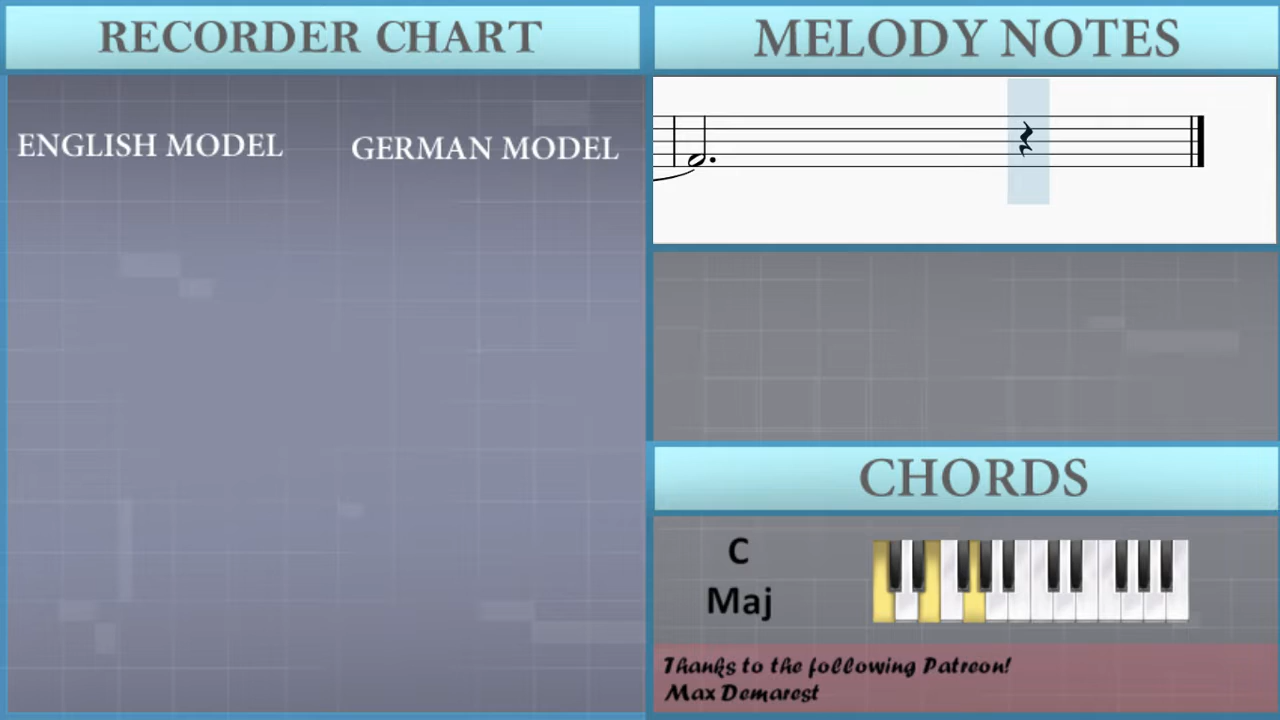 RECORDER CHART
ENGLISH MODEL
GERMAN MODEL
MELODY NOTES
CHORDS
C
Maj
Thanks to the following Patreon!
Max Demarest